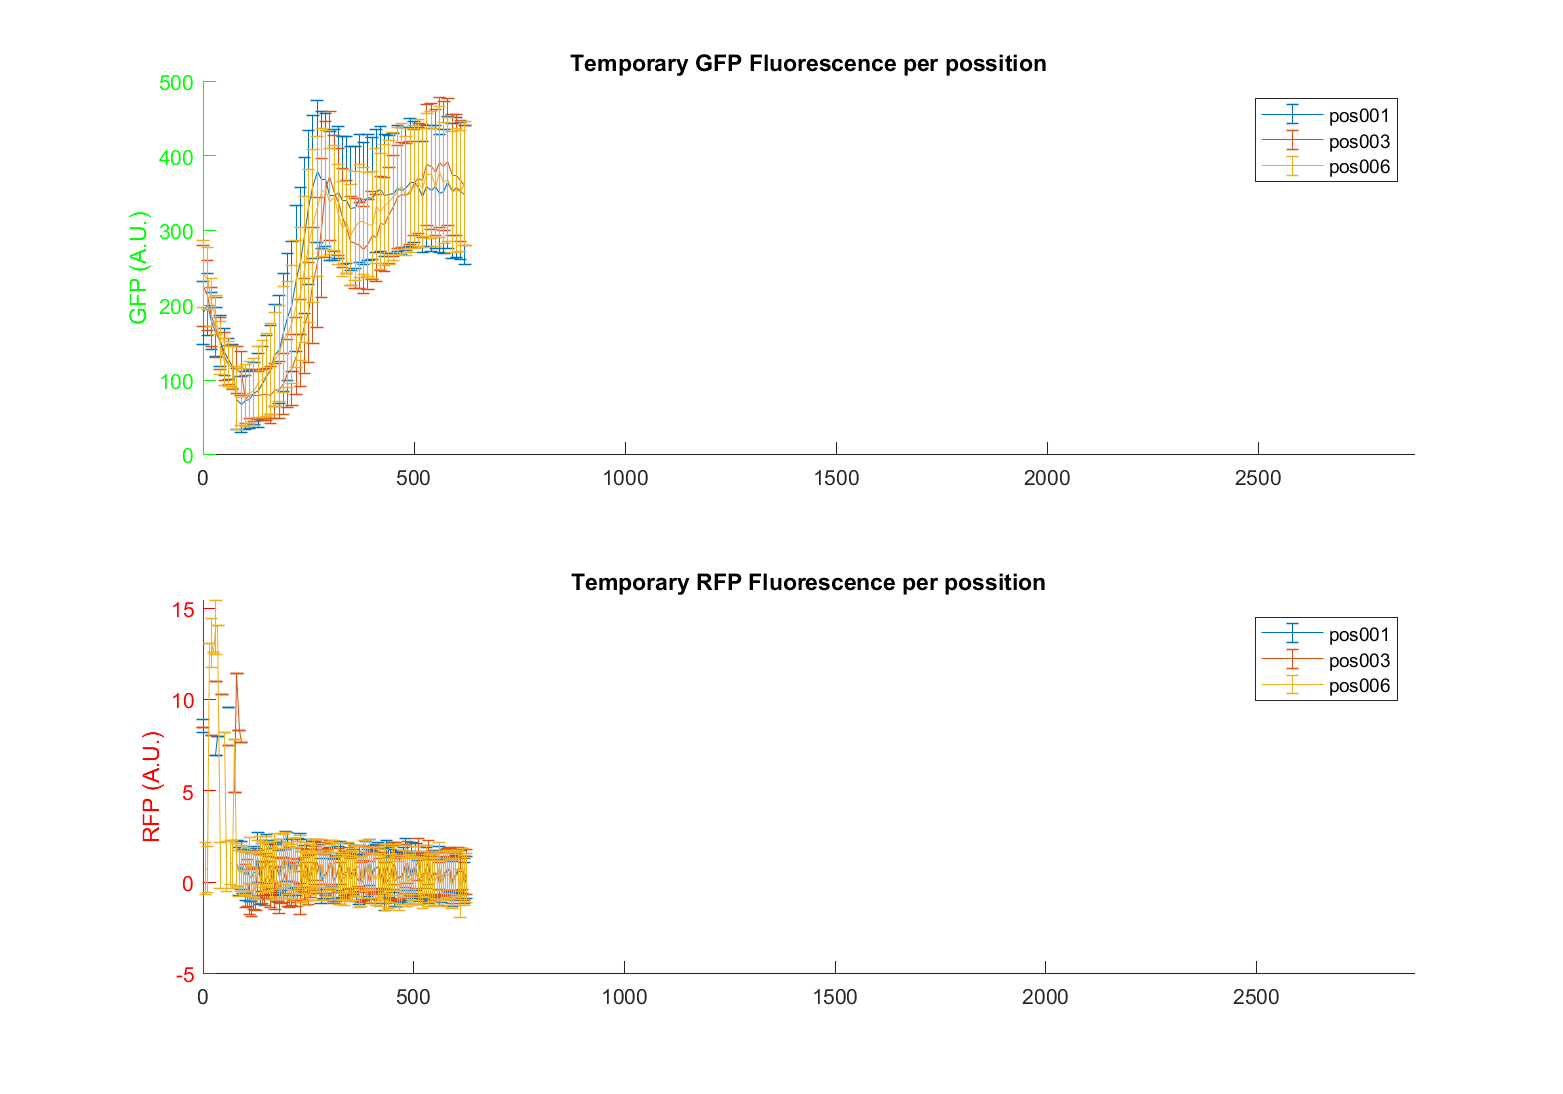 Temporary GFP Fluorescence per possition
500
400
300
200
100
0
GFP (A.U.)
0 500 1000 1500 2000 2500
pos001
pos003
pos006
Temporary RFP Fluorescence per possition
15
10
5
0
-5
RFP (A.U.)
0 500 1000 1500 2000 2500
pos001
pos003
pos006